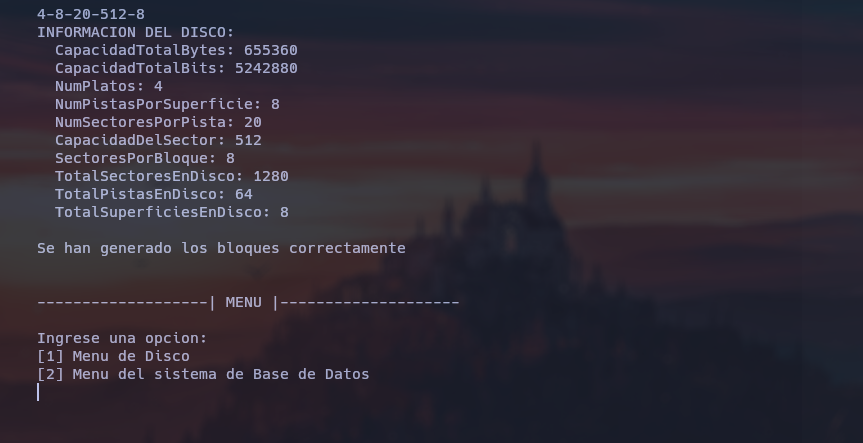 4-8-20-512-8
INFORMACION DEL DISCO:
CapacidadTotalBytes: 655360
CapacidadTotalBits: 5242880
NumPlatos: 4
NumPistasPorSuperficie: 8
NumSectoresPorPista: 20
CapacidadDelSector: 512
SectoresPorBloque: 8
TotalSectoresEnDisco: 1280
TotalPistasEnDisco: 64
TotalSuperficiesEnDisco: 8
Se han generado los bloques correctamente
-------------------| MENU |--------------------
Ingrese una opcion:
[1] Menu de Disco
[2] Menu del sistema de Base de Datos